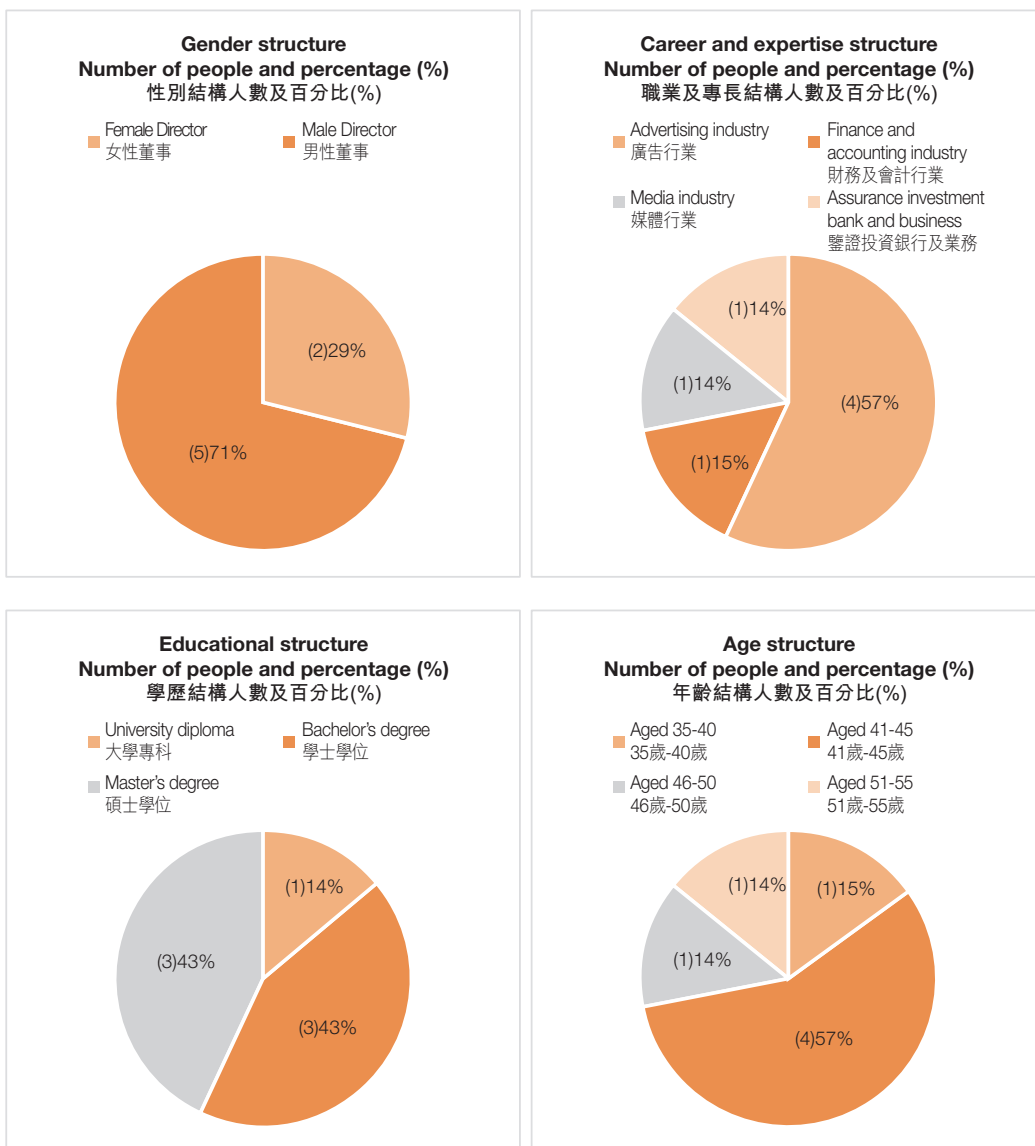 Gender structure
Number of people and percentage (%)
性別結構人數及百分比(%)
Female Director
女性董事
Male Director
男性董事
(2)29%
(5)71%
Career and expertise structure
Number of people and percentage (%)
職業及專長結構人數及百分比(%)
Advertising industry
廣告行業
Finance and
accounting industry
財務及會計行業
Media industry
媒體行業
Assurance investment
bank and business
鑒證投資銀行及業務
(1)14%
(1)14%
(4)57%
(1)15%
Educational structure
Number of people and percentage (%)
學歷結構人數及百分比(%)
University diploma
大學專科
Bachelor's degree
學士學位
Master's degree
碩士學位
(1)14%
(3)43%
(3)43%
Age structure
Number of people and percentage (%)
年齡結構人數及百分比(%)
Aged 35-40
35歲-40歲
Aged 41-45
41歲-45歲
Aged 46-50
46歲-50歲
Aged 51-55
51歲-55歲
(1)14%
(1)15%
(1)14%
(4)57%